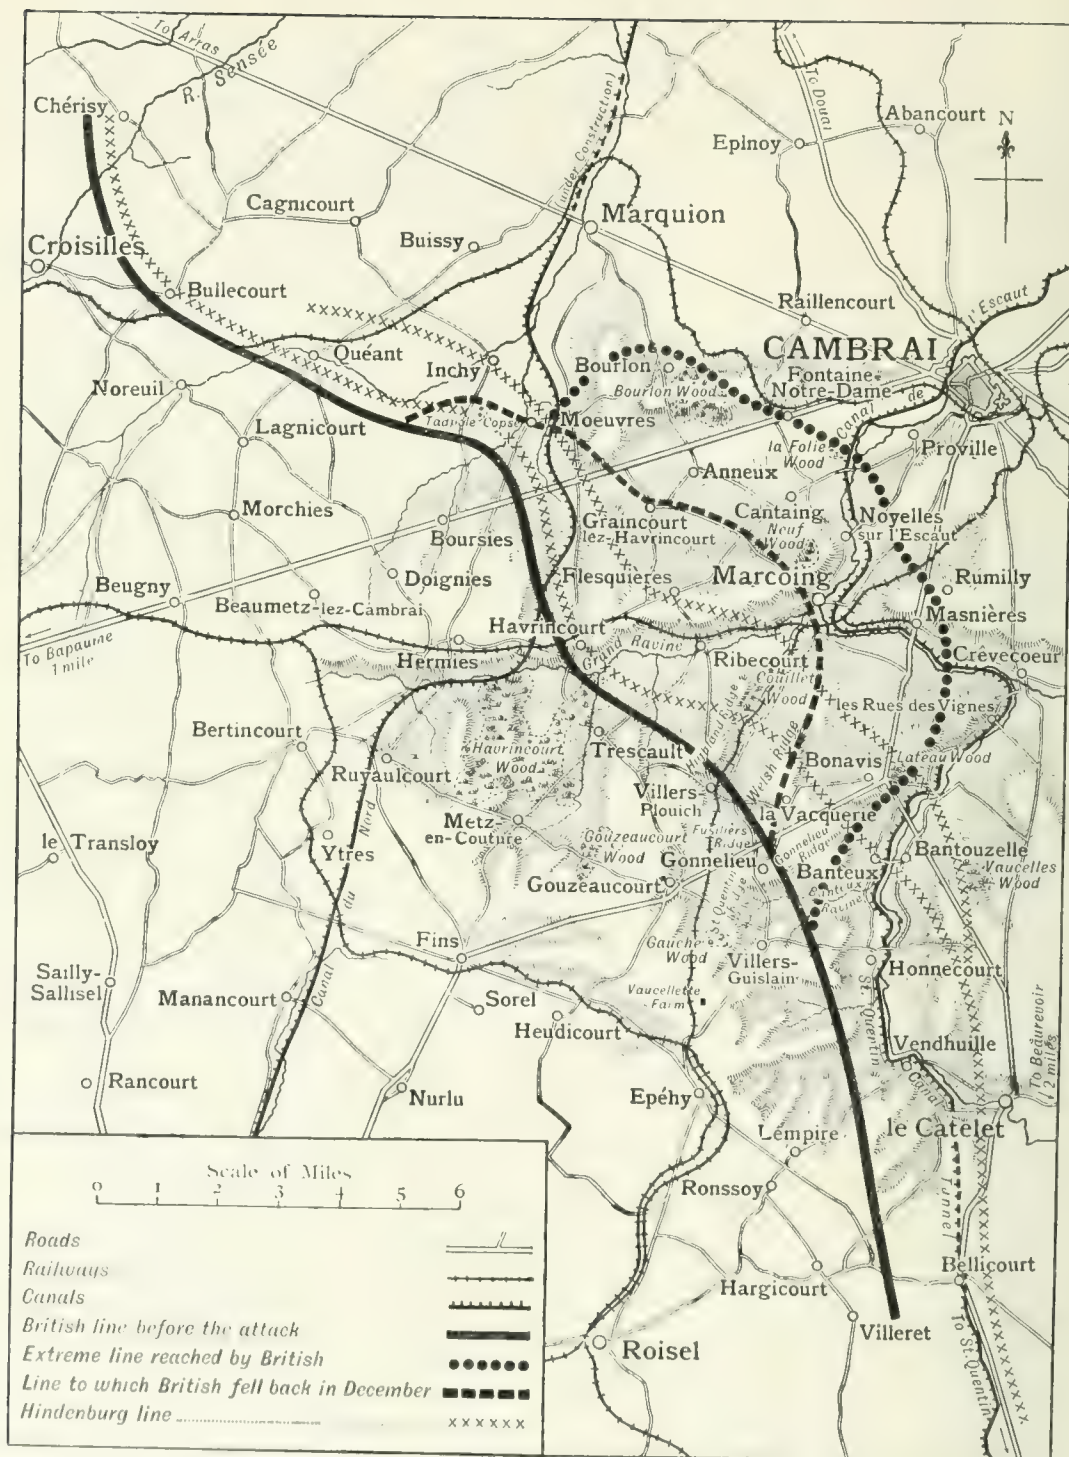 To Arras
R. Sensée
Chérisy
(under Construction)
To Douai
Abancourt
Epinoy
N
Cagnicourt
Marquion
Buissy
Croisilles
Bullecourt
Raillencourt
l'Escaut
CAMBRAI
Quéant
Inchy
Bourlon
Bourlon Wood
Fontaine-
Notre-Dame
Canal de
Noreuil
Tadpole Copse
Moeuvres
Lagnicourt
la Folie
Wood
Proville
Anneux
Morchies
Boursies
Graincourt
lez-Havrincourt
Cantaing
Neuf
Wood
Noyelles
sur l'Escaut
Beugny
Doignies
Flesquieres
Marcoing
Rumilly
Beaumetz-lez-Cambrai
Masnières
To Bapaume
1 mile
Havrincourt
Hermies
Grand Ravine
Ribecourt
Couillet
Wood
Crêvecoeur
les Rues des Vignes
Bertincourt
Havrincourt
Wood
Trescault
Highland Ridge
Welsh Ridge
Bonavis
Lateau Wood
Ruyaulcourt
Villers-
Plouich
la Vacquerie
Metz-
en-Couture
Gouzeaucourt
Wood
Fusiliers
Ridge
Gonnelieu
Gonnelieu
Ridge
le Transloy
Ytres
Nord
Banteux
Bantouzelle
Vaucelles
Wood
Gouzeaucourt
Quentin
Banteux
Ravine
du
Fins
Gauche
Wood
Villers-
Guislain
Honnecourt
Sailly-
Sallisel
Manancourt
Canal
Sorel
Vaucellette
Farm
Heudicourt
St. Quentin
Canal
Vendhuille
To Beaurevoir
2 miles
Rancourt
Nurlu
Epéhy
le Catelet
Lempire
Ronssoy
Tunnel
Hargicourt
Bellicourt
Villeret
To St. Quentin
Roisel
Scale of Miles
0 1 2 3 4 5 6
Roads
Railways
Canals
British line before the attack
Extreme line reached by British
Line to which British fell back in December
Hindenburg line